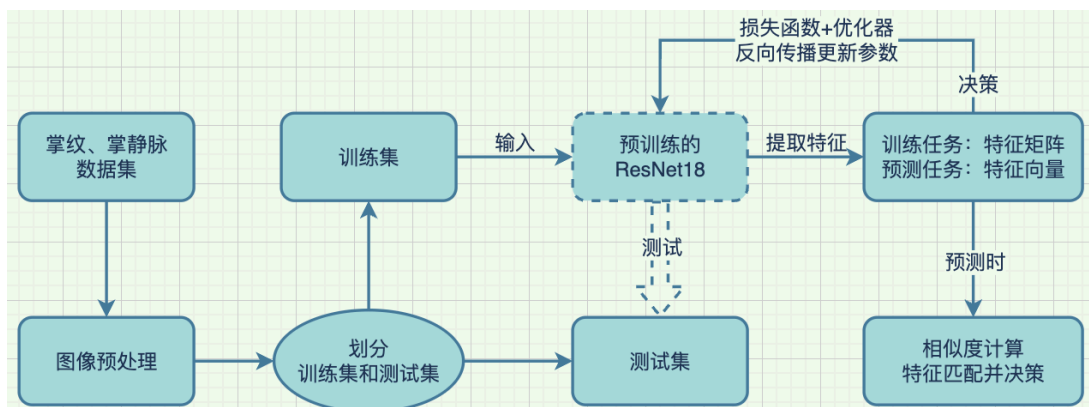 损失函数+优化器
反向传播更新参数
决策
掌纹、掌静脉
数据集
训练集
输入
预训练的
ResNet18
提取特征
训练任务：特征矩阵
预测任务：特征向量
测试
预测时
图像预处理
划分
训练集和测试集
测试集
相似度计算
特征匹配并决策